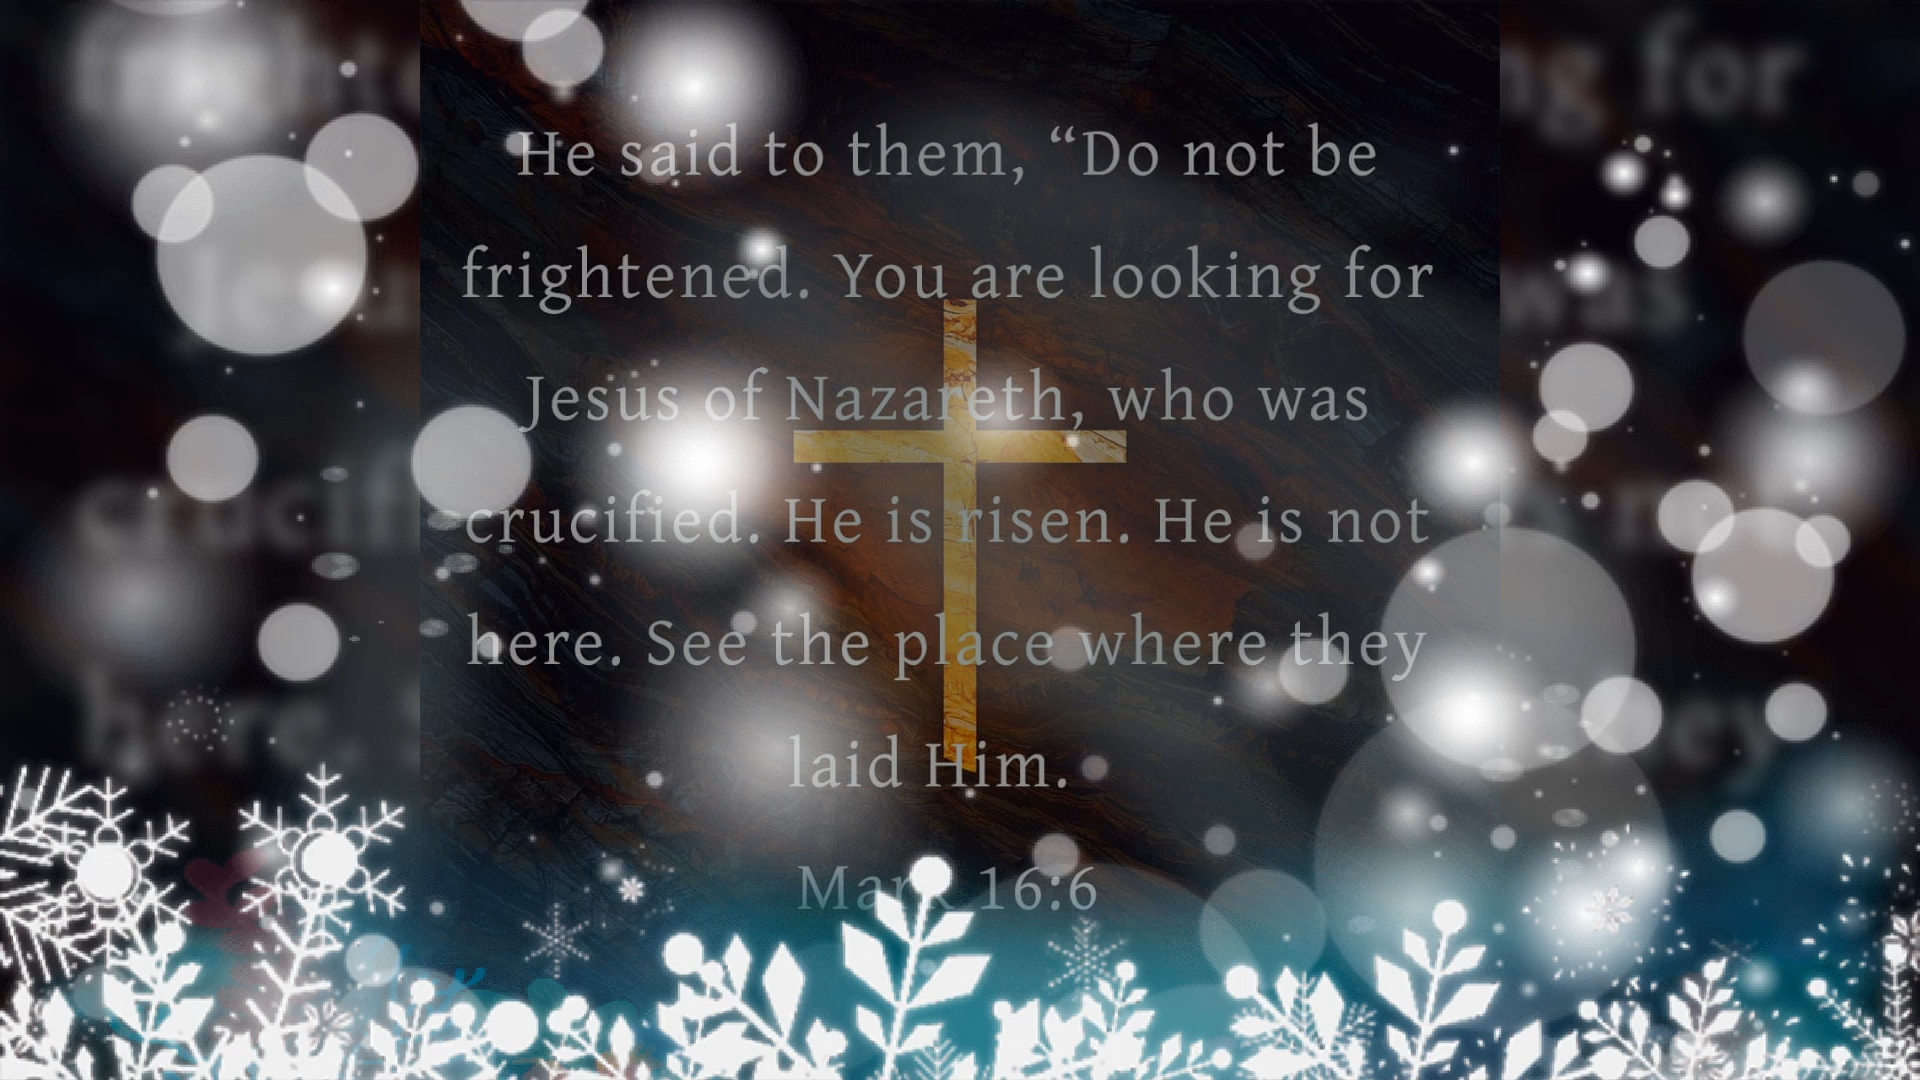 He said to them, “Do not be
frightened. You are looking for
Jesus of Nazareth, who was
crucified. He is risen. He is not
here. See the place where they
laid Him.
Mark 16:6